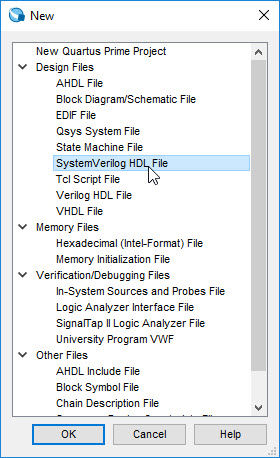 New
New Quartus Prime Project
Design Files
AHDL File
Block Diagram/Schematic File
EDIF File
Qsys System File
State Machine File
SystemVerilog HDL File
Tcl Script File
Verilog HDL File
VHDL File
Memory Files
Hexadecimal (Intel-Format) File
Memory Initialization File
Verification/Debugging Files
In-System Sources and Probes File
Logic Analyzer Interface File
SignalTap II Logic Analyzer File
University Program VWF
Other Files
AHDL Include File
Block Symbol File
Chain Description File
OK
Cancel
Help